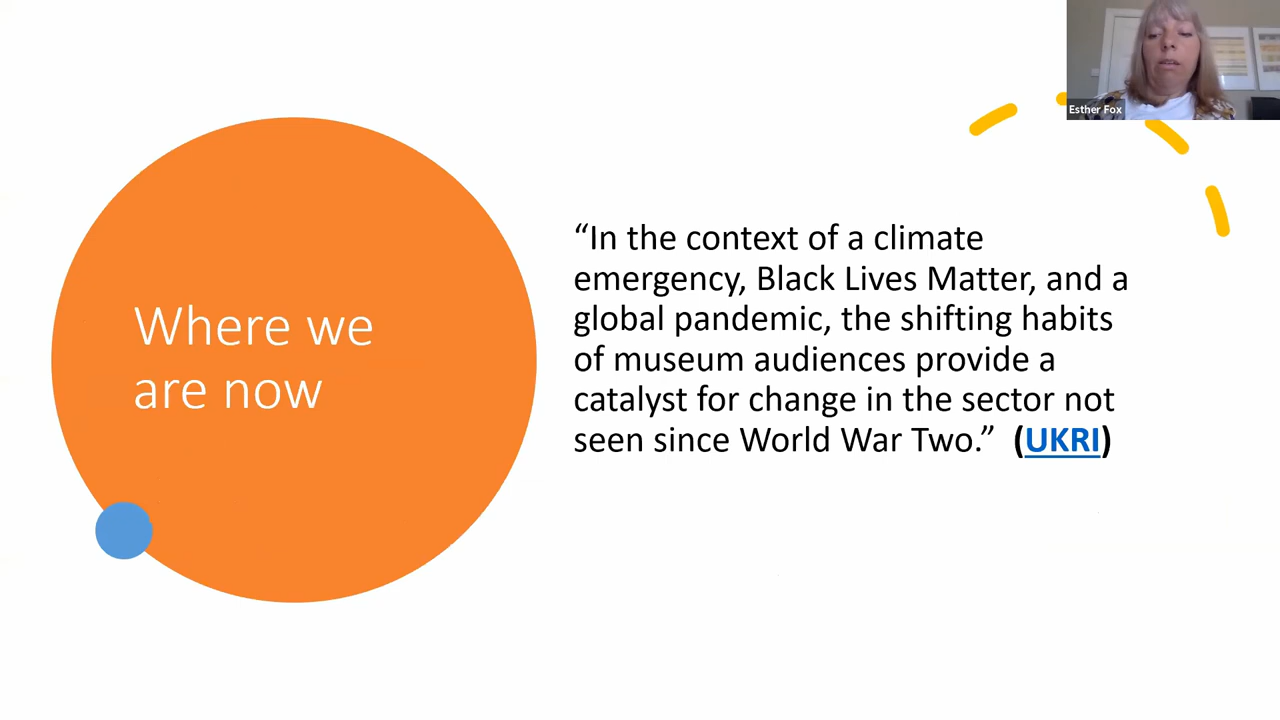 Esther Fox
Where we
are now
“In the context of a climate
emergency, Black Lives Matter, and a
global pandemic, the shifting habits
of museum audiences provide a
catalyst for change in the sector not
seen since World War Two.” (UKRI)